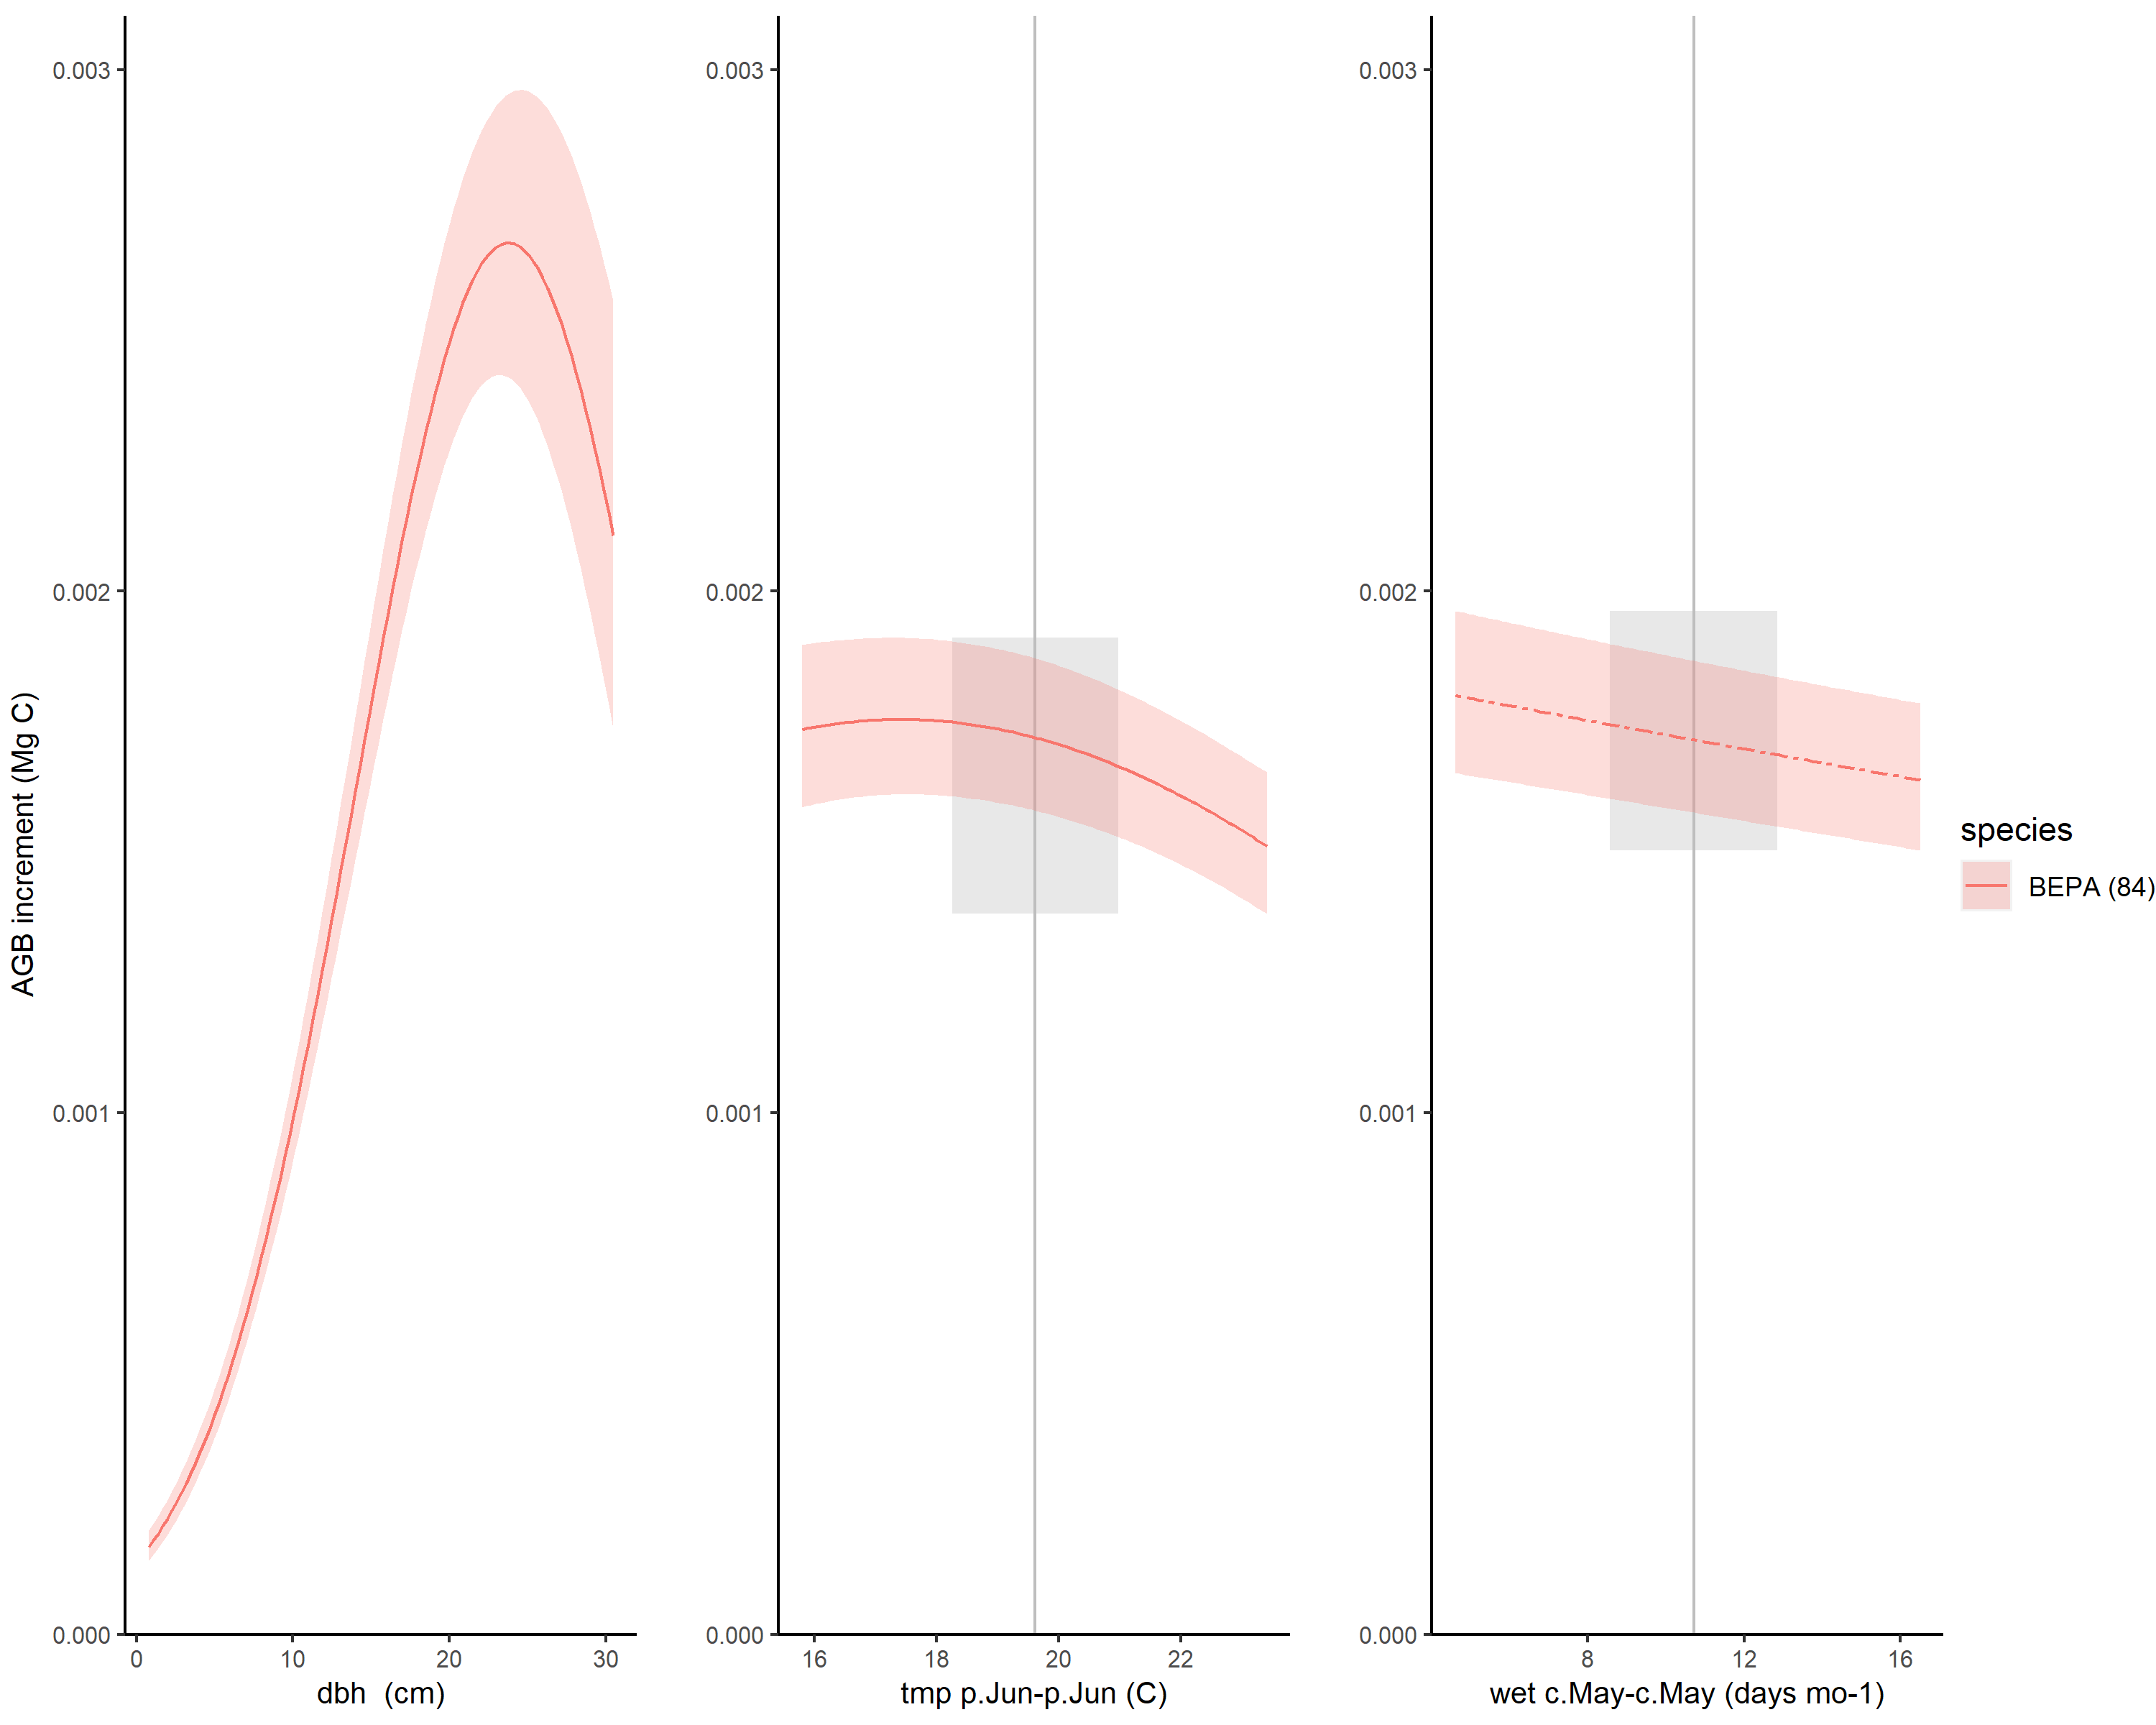 AGB increment (Mg C)
0.003
0.002
0.001
0.000
0 10 20 30
dbh  (cm)
0.003
0.002
0.001
0.000
16 18 20 22
tmp p.Jun-p.Jun (C)
0.003
0.002
0.001
0.000
8 12 16
wet c.May-c.May (days mo-1)
species
BEPA (84)